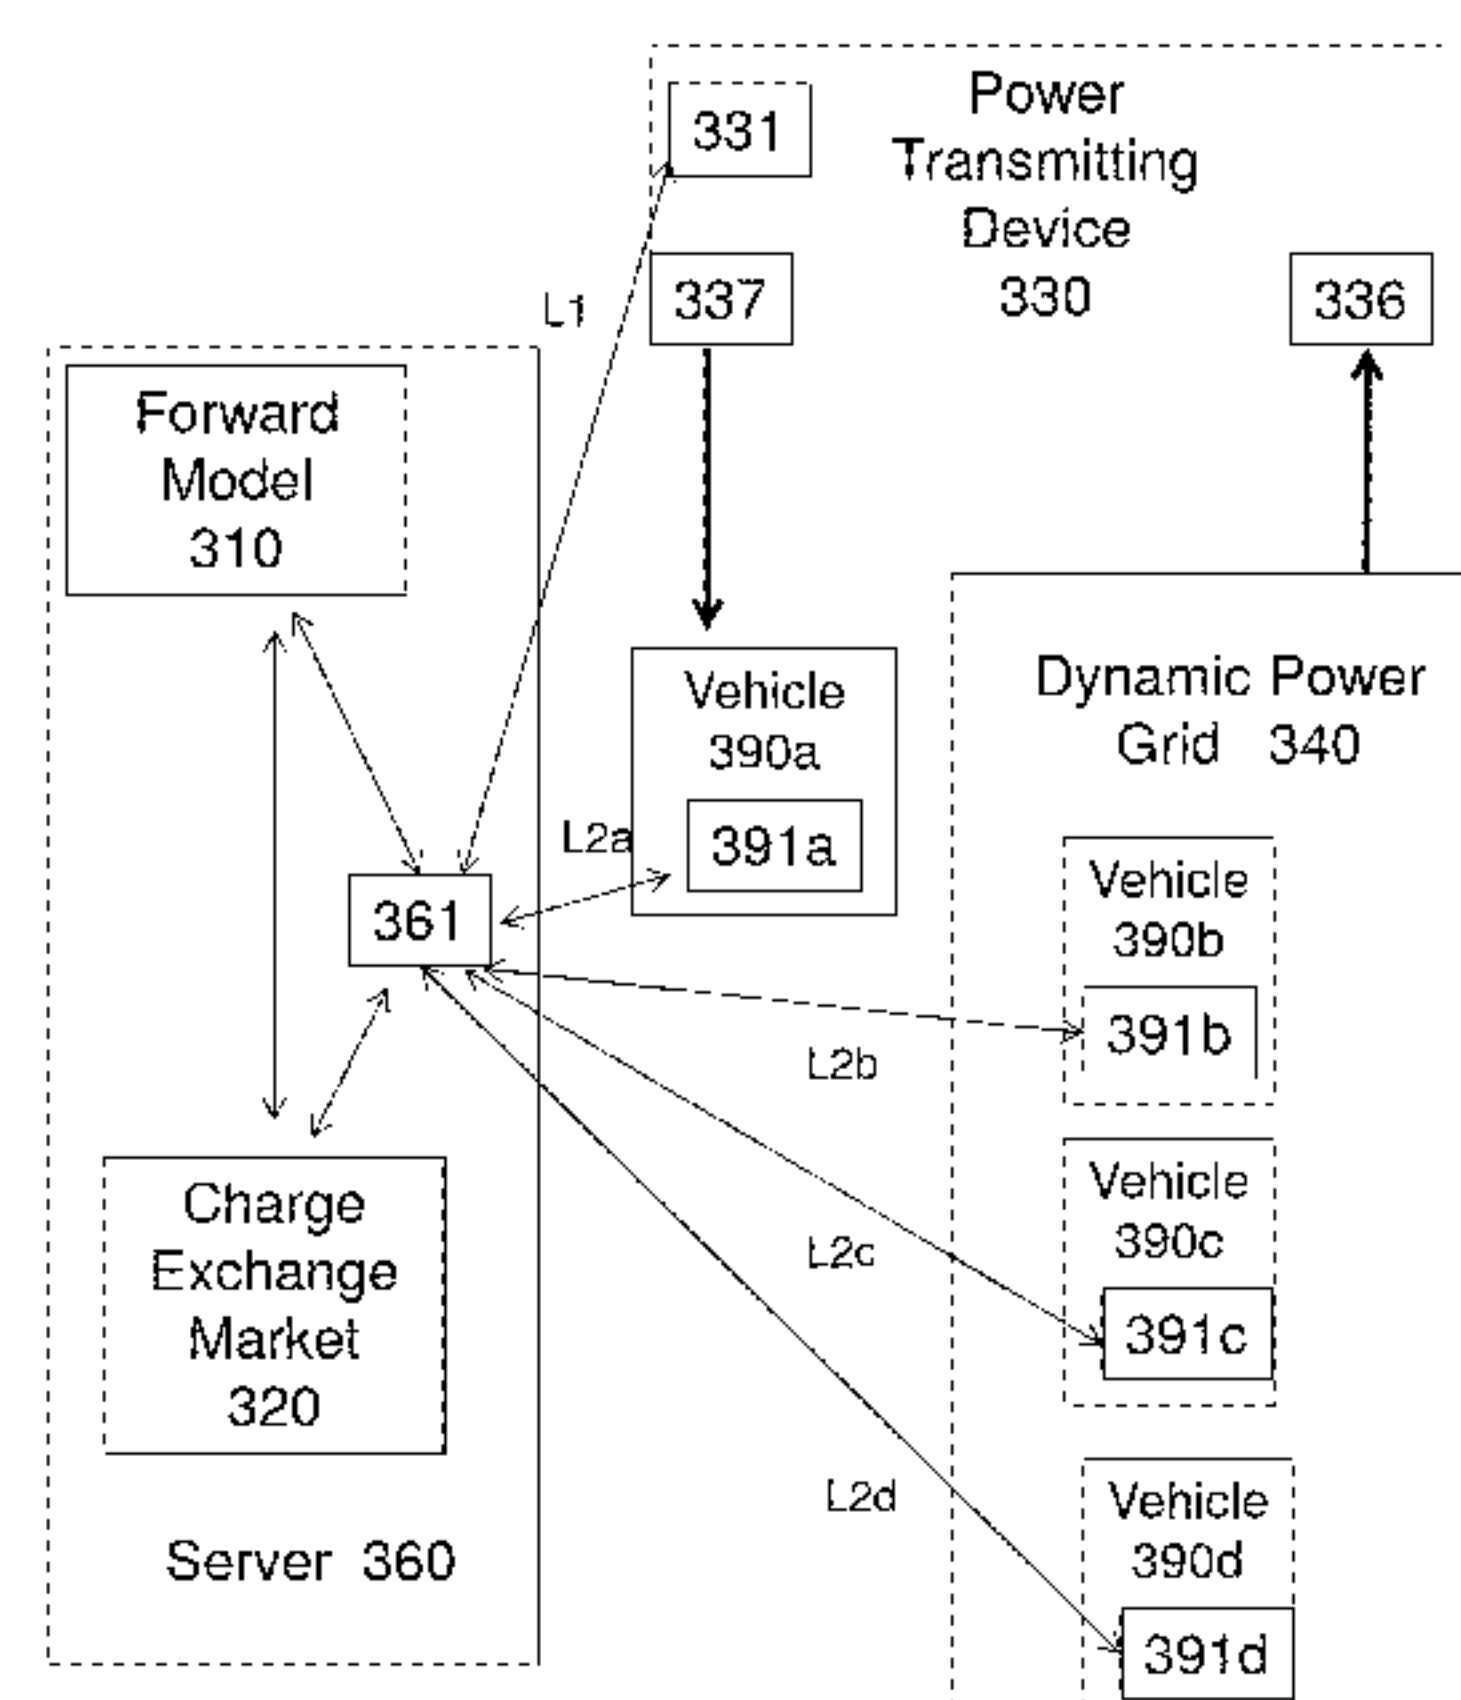 331
Power
Transmitting
Device
330
337
336
L1
Forward
Model
310
Vehicle
390a
391a
L2a
Dynamic Power
Grid 340
361
Vehicle
390b
391b
L2b
Vehicle
390c
391c
L2c
Charge
Exchange
Market
320
L2d
Vehicle
390d
391d
Server 360